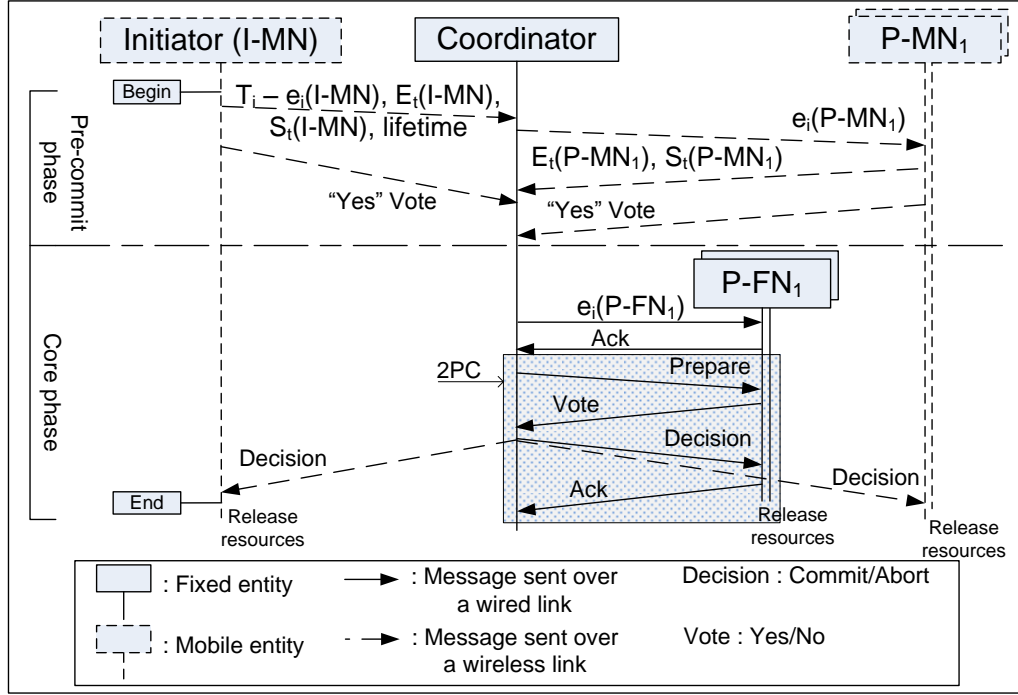 Initiator (I-MN)
Coordinator
P-MN₁
Begin
Tᵢ – eᵢ(I-MN), Eₜ(I-MN),
Sₜ(I-MN), lifetime
eᵢ(P-MN₁)
Eₜ(P-MN₁), Sₜ(P-MN₁)
“Yes” Vote
“Yes” Vote
Pre-commit
phase
P-FN₁
eᵢ(P-FN₁)
Ack
Core phase
2PC
Prepare
Vote
Decision
Decision
Decision
Ack
End
Release
resources
Release
resources
Release
resources
: Fixed entity
: Message sent over
a wired link
Decision : Commit/Abort
: Mobile entity
: Message sent over
a wireless link
Vote : Yes/No